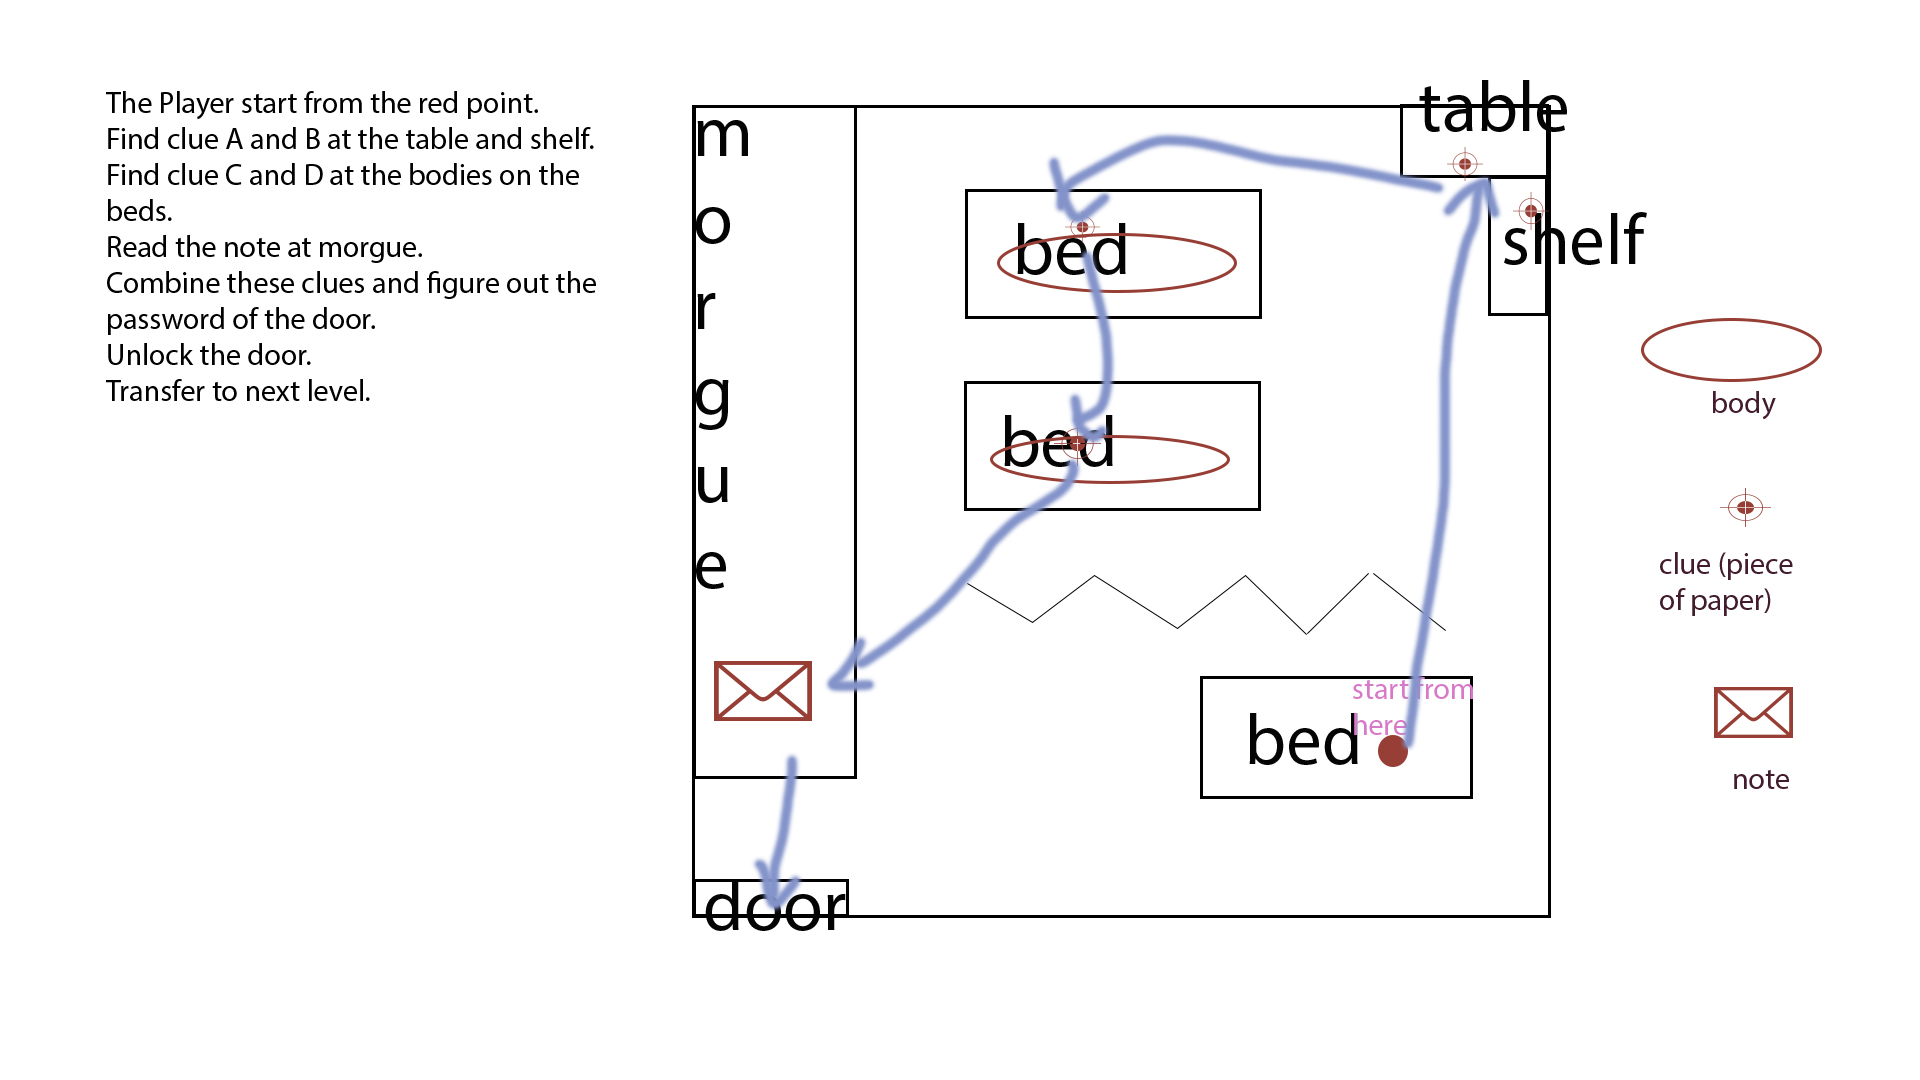 The Player start from the red point.
Find clue A and B at the table and shelf.
Find clue C and D at the bodies on the
beds.
Read the note at morgue.
Combine these clues and figure out the
password of the door.
Unlock the door.
Transfer to next level.
m
o
r
g
u
e
table
shelf
bed
bed
start from
here
bed
door
body
clue (piece
of paper)
note